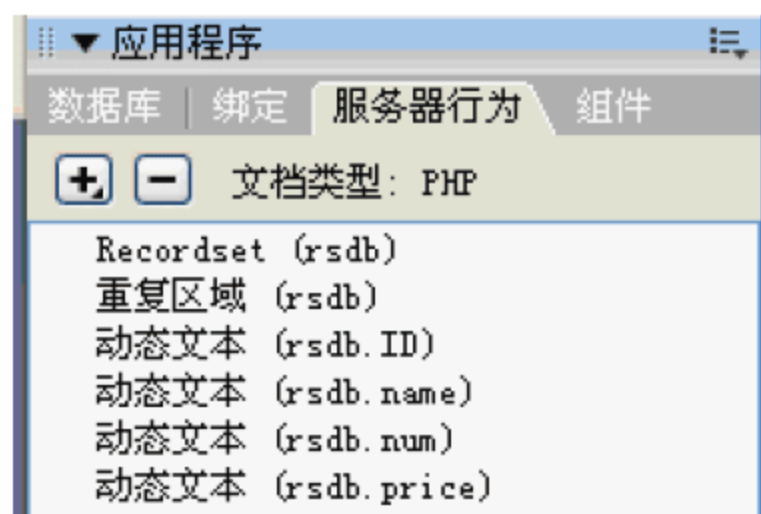 应用程序
数据库 绑定 服务器行为 组件
文档类型: PHP
Recordset (rsdb)
重复区域 (rsdb)
动态文本 (rsdb.ID)
动态文本 (rsdb.name)
动态文本 (rsdb.num)
动态文本 (rsdb.price)